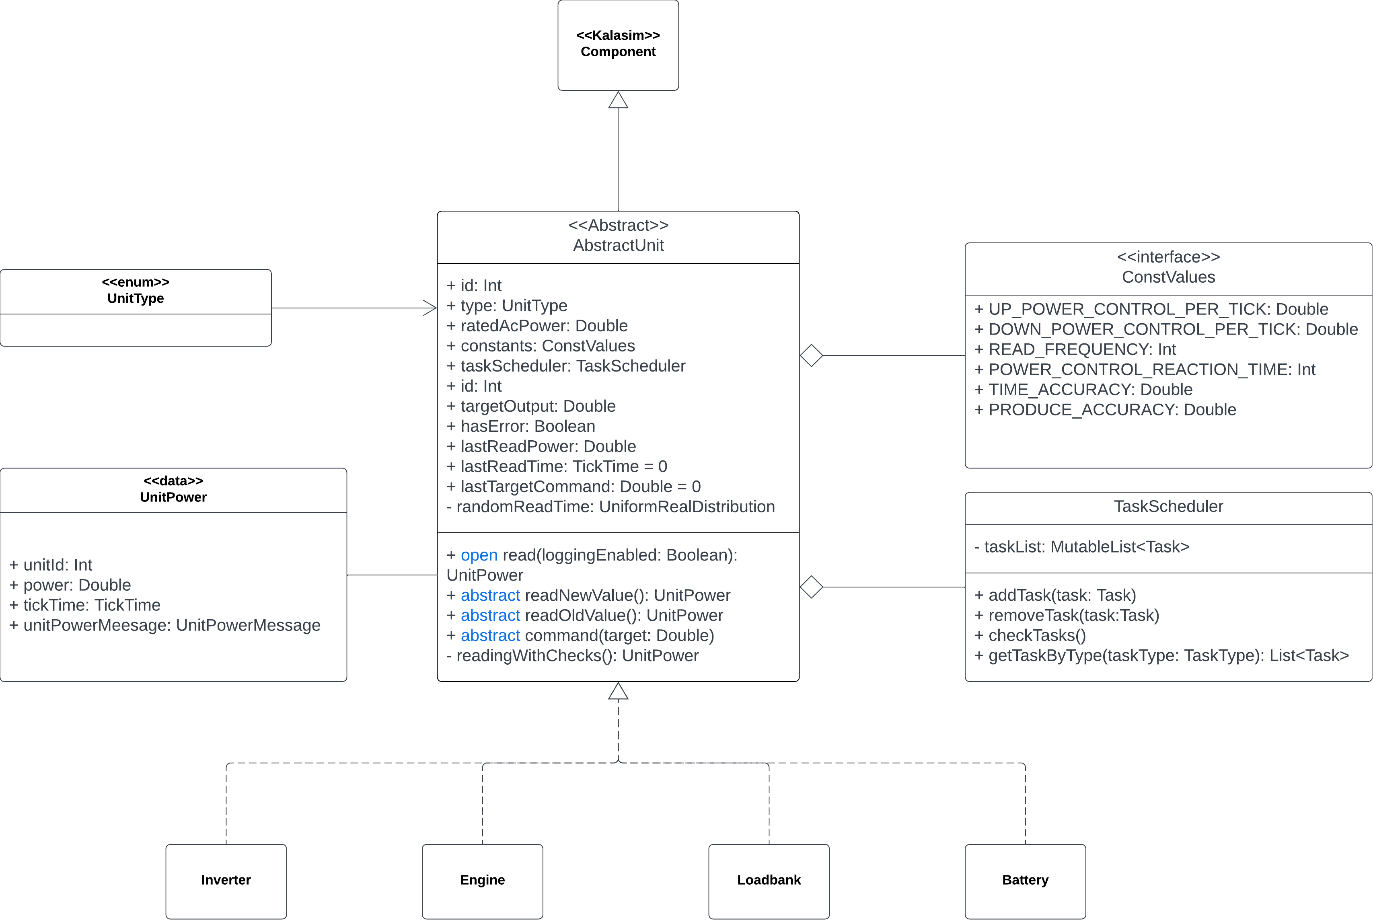 <<Kalasim>>
Component
<<Abstract>>
AbstractUnit
+ id: Int
+ type: UnitType
+ ratedAcPower: Double
+ constants: ConstValues
+ taskScheduler: TaskScheduler
+ id: Int
+ targetOutput: Double
+ hasError: Boolean
+ lastReadPower: Double
+ lastReadTime: TickTime = 0
+ lastTargetCommand: Double = 0
- randomReadTime: UniformRealDistribution
+ open read(loggingEnabled: Boolean):
UnitPower
+ abstract readNewValue(): UnitPower
+ abstract readOldValue(): UnitPower
+ abstract command(target: Double)
- readingWithChecks(): UnitPower
<<enum>>
UnitType
<<data>>
UnitPower
+ unitId: Int
+ power: Double
+ tickTime: TickTime
+ unitPowerMeesage: UnitPowerMessage
<<interface>>
ConstValues
+ UP_POWER_CONTROL_PER_TICK: Double
+ DOWN_POWER_CONTROL_PER_TICK: Double
+ READ_FREQUENCY: Int
+ POWER_CONTROL_REACTION_TIME: Int
+ TIME_ACCURACY: Double
+ PRODUCE_ACCURACY: Double
TaskScheduler
- taskList: MutableList<Task>
+ addTask(task: Task)
+ removeTask(task:Task)
+ checkTasks()
+ getTaskByType(taskType: TaskType): List<Task>
Inverter
Engine
Loadbank
Battery